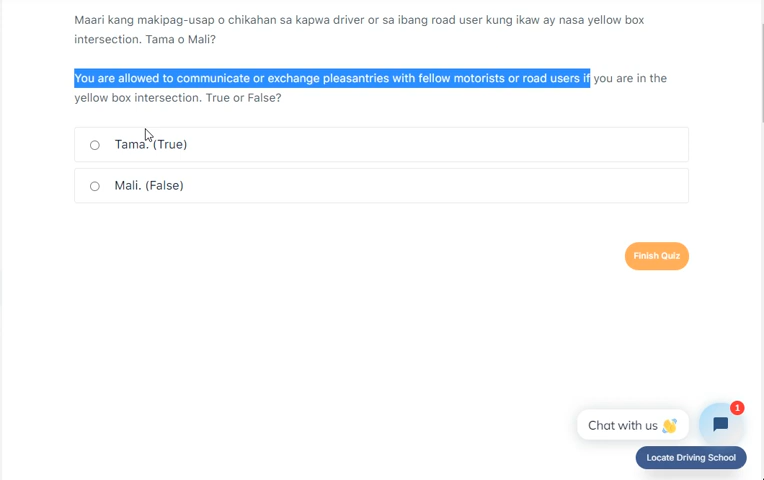 Maari kang makipag-usap o chikahan sa kapwa driver or sa ibang road user kung ikaw ay nasa yellow box
intersection. Tama o Mali?
You are allowed to communicate or exchange pleasantries with fellow motorists or road users if you are in the
yellow box intersection. True or False?
Tama. (True)
Mali. (False)
Finish Quiz
1
Chat with us 👋
Locate Driving School